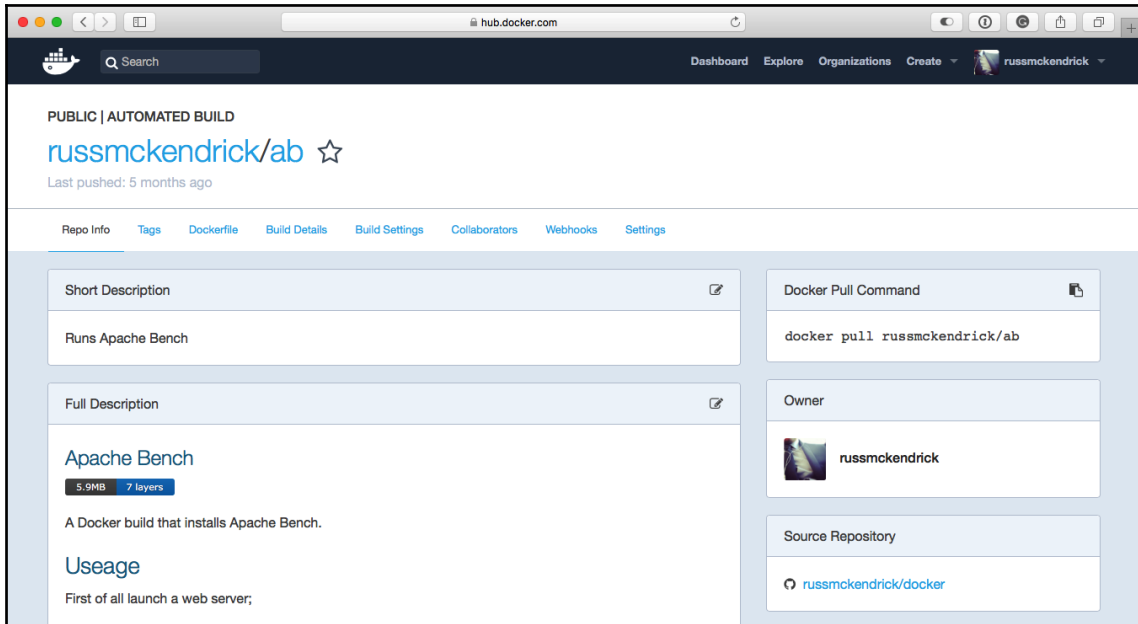 hub.docker.com
Search
Dashboard Explore Organizations Create russmckendrick
PUBLIC | AUTOMATED BUILD
russmckendrick/ab
Last pushed: 5 months ago
Repo Info Tags Dockerfile Build Details Build Settings Collaborators Webhooks Settings
Short Description
Runs Apache Bench
Full Description
Apache Bench
5.9MB 7 layers
A Docker build that installs Apache Bench.
Useage
First of all launch a web server;
Docker Pull Command
docker pull russmckendrick/ab
Owner
russmckendrick
Source Repository
russmckendrick/docker